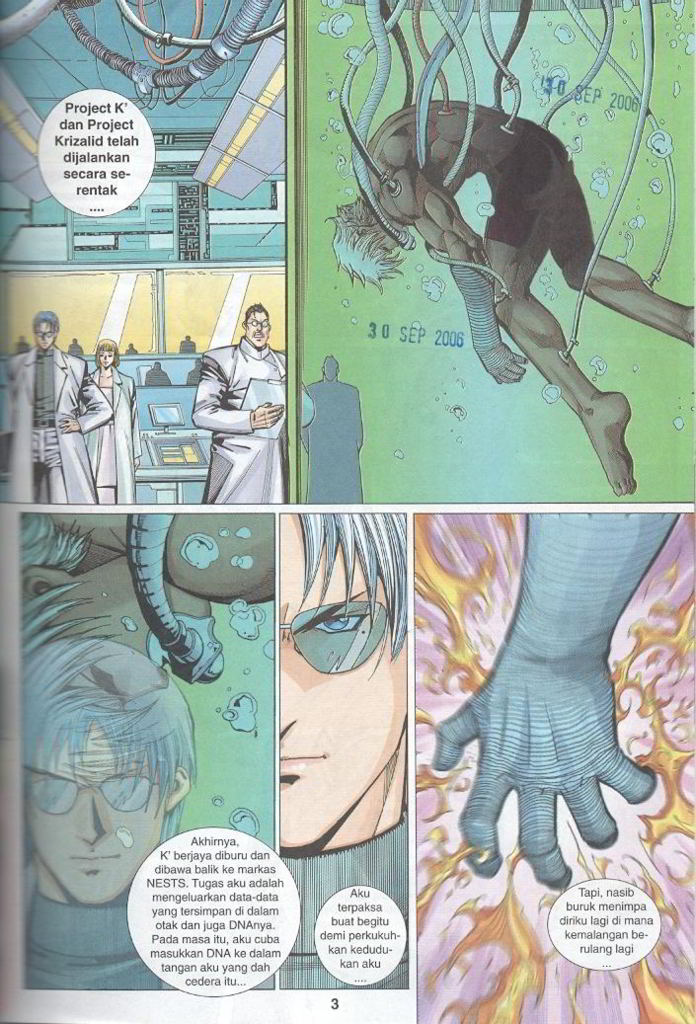 Project K'
dan Project
Krizalid telah
dijalankan
secara se-
rentak
....
30 SEP 2006
30 SEP 2006
Akhirnya,
K' berjaya diburu dan
dibawa balik ke markas
NESTS. Tugas aku adalah
mengeluarkan data-data
yang tersimpan di dalam
otak dan juga DNAnya.
Pada masa itu, aku cuba
masukkan DNA ke dalam
tangan aku yang dah
cedera itu...
Aku
terpaksa
buat begitu
demi perkukuh-
kan kedudu-
kan aku
....
Tapi, nasib
buruk menimpa
diriku lagi di mana
kemalangan be-
rulang lagi
...
3